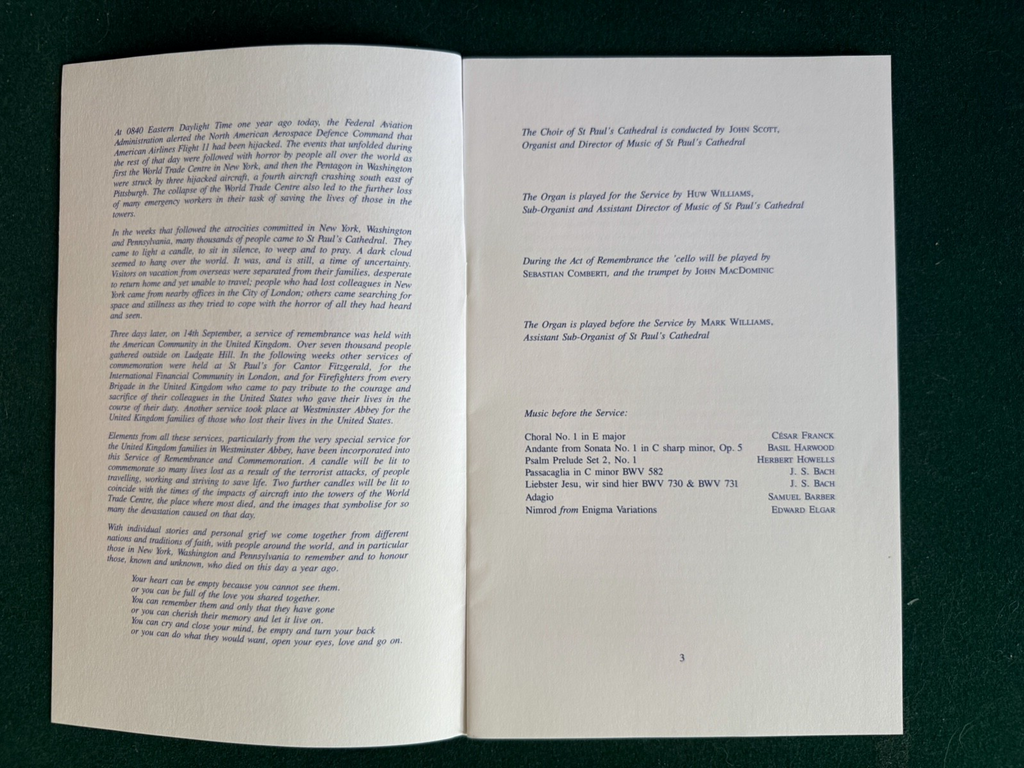 At 0840 Eastern Daylight Time one year ago today, the Federal Aviation
Administration alerted the North American Aerospace Defence Command that
American Airlines Flight 11 had been hijacked. The events that unfolded during
the rest of that day were followed with horror by people all over the world as
first the World Trade Centre in New York, and then the Pentagon in Washington
were struck by three hijacked aircraft, a fourth aircraft crashing south east of
Pittsburgh. The collapse of the World Trade Centre also led to the further loss
of many emergency workers in their task of saving the lives of those in the
towers.
In the weeks that followed the atrocities committed in New York, Washington
and Pennsylvania, many thousands of people came to St Paul's Cathedral. They
came to light a candle, to sit in silence, to weep and to pray. A dark cloud
seemed to hang over the world. It was, and is still, a time of uncertainty.
Visitors on vacation from overseas were separated from their families, desperate
to return home and yet unable to travel; people who had lost colleagues in New
York came from nearby offices in the City of London; others came searching for
space and stillness as they tried to cope with the horror of all they had heard
and seen.
Three days later, on 14th September, a service of remembrance was held with
the American Community in the United Kingdom. Over seven thousand people
gathered outside on Ludgate Hill. In the following weeks other services of
commemoration were held at St Paul's for Cantor Fitzgerald, for the
International Financial Community in London, and for Firefighters from every
Brigade in the United Kingdom who came to pay tribute to the courage and
sacrifice of their colleagues in the United States who gave their lives in the
course of their duty. Another service took place at Westminster Abbey for the
United Kingdom families of those who lost their lives in the United States.
Elements from all these services, particularly from the very special service for
the United Kingdom families in Westminster Abbey, have been incorporated into
this Service of Remembrance and Commemoration. A candle will be lit to
commemorate so many lives lost as a result of the terrorist attacks, of people
travelling, working and striving to save life. Two further candles will be lit to
coincide with the times of the impacts of aircraft into the towers of the World
Trade Centre, the place where most died, and the images that symbolise for so
many the devastation caused on that day.
With individual stories and personal grief we come together from different
nations and traditions of faith, with people around the world, and in particular
those in New York, Washington and Pennsylvania to remember and to honour
those, known and unknown, who died on this day a year ago.
Your heart can be empty because you cannot see them.
or you can be full of the love you shared together.
You can remember them and only that they have gone
or you can cherish their memory and let it live on.
You can cry and close your mind, be empty and turn your back
or you can do what they would want, open your eyes, love and go on.
The Choir of St Paul's Cathedral is conducted by JOHN SCOTT,
Organist and Director of Music of St Paul's Cathedral
The Organ is played for the Service by HUW WILLIAMS,
Sub-Organist and Assistant Director of Music of St Paul's Cathedral
During the Act of Remembrance the 'cello will be played by
SEBASTIAN COMBERTI, and the trumpet by JOHN MACDOMINIC
The Organ is played before the Service by MARK WILLIAMS,
Assistant Sub-Organist of St Paul's Cathedral
Music before the Service:
Choral No. 1 in E major CÉSAR FRANCK
Andante from Sonata No. 1 in C sharp minor, Op. 5 BASIL HARWOOD
Psalm Prelude Set 2, No. 1 HERBERT HOWELLS
Passacaglia in C minor BWV 582 J. S. BACH
Liebster Jesu, wir sind hier BWV 730 & BWV 731 J. S. BACH
Adagio SAMUEL BARBER
Nimrod from Enigma Variations EDWARD ELGAR
3